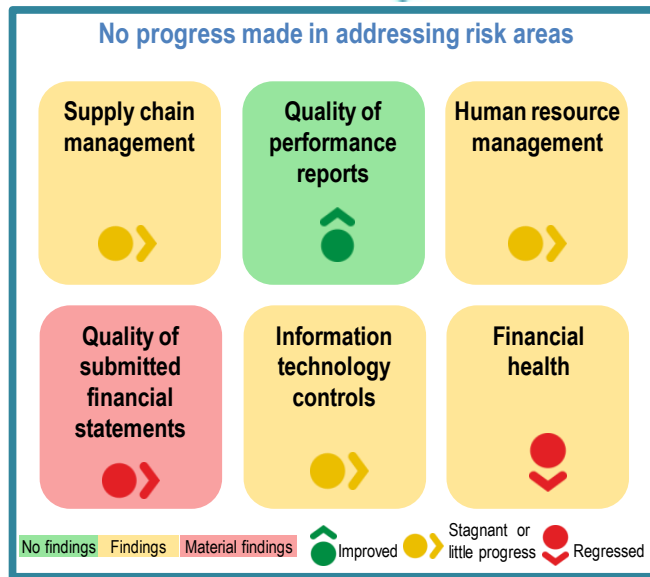 No progress made in addressing risk areas
Supply chain
management
Quality of
performance
reports
Human resource
management
Quality of
submitted
financial
statements
Information
technology
controls
Financial
health
No findings Findings Material findings Improved Stagnant or
little progress Regressed